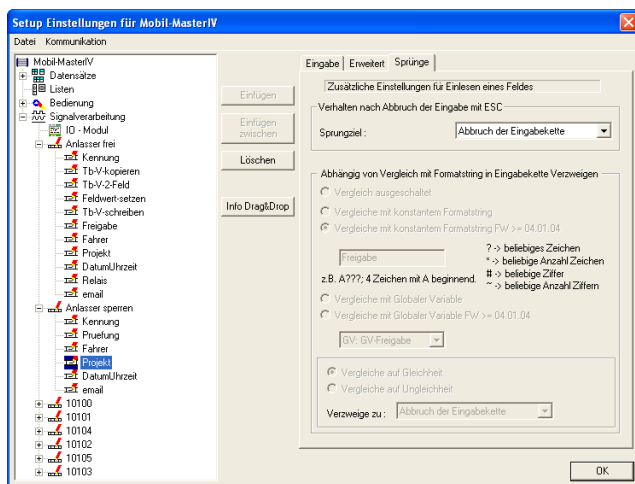 Setup Einstellungen für Mobil-MasterIV
Datei Kommunikation
Mobil-MasterIV
Datensätze
Listen
Bedienung
Signalverarbeitung
IO - Modul
Anlasser frei
Kennung
Tb-V-kopieren
Tb-V-2-Feld
Feldwert-setzen
Tb-V-schreiben
Freigabe
Fahrer
Projekt
DatumUhrzeit
Relais
email
Anlasser sperren
Kennung
Pruefung
Fahrer
Projekt
DatumUhrzeit
email
10100
10101
10104
10102
10105
10103
Einfügen
Einfügen
zwischen
Löschen
Info Drag&Drop
Eingabe Erweitert Sprünge
Zusätzliche Einstellungen für Einlesen eines Feldes
Verhalten nach Abbruch der Eingabe mit ESC
Sprungziel : Abbruch der Eingabekette
Abhängig von Vergleich mit Formatstring in Eingabekette Verzweigen
Vergleich ausgeschaltet
Vergleiche mit konstantem Formatstring
Vergleiche mit konstantem Formatstring FW >= 04.01.04
Freigabe
? -> beliebiges Zeichen
* -> beliebige Anzahl Zeichen
# -> beliebige Ziffer
~ -> beliebige Anzahl Ziffern
z.B. A???; 4 Zeichen mit A beginnend.
Vergleiche mit Globaler Variable
Vergleiche mit Globaler Variable FW >= 04.01.04
GV: GV-Freigabe
Vergleiche auf Gleichheit
Vergleiche auf Ungleichheit
Verzweige zu : Abbruch der Eingabekette
OK